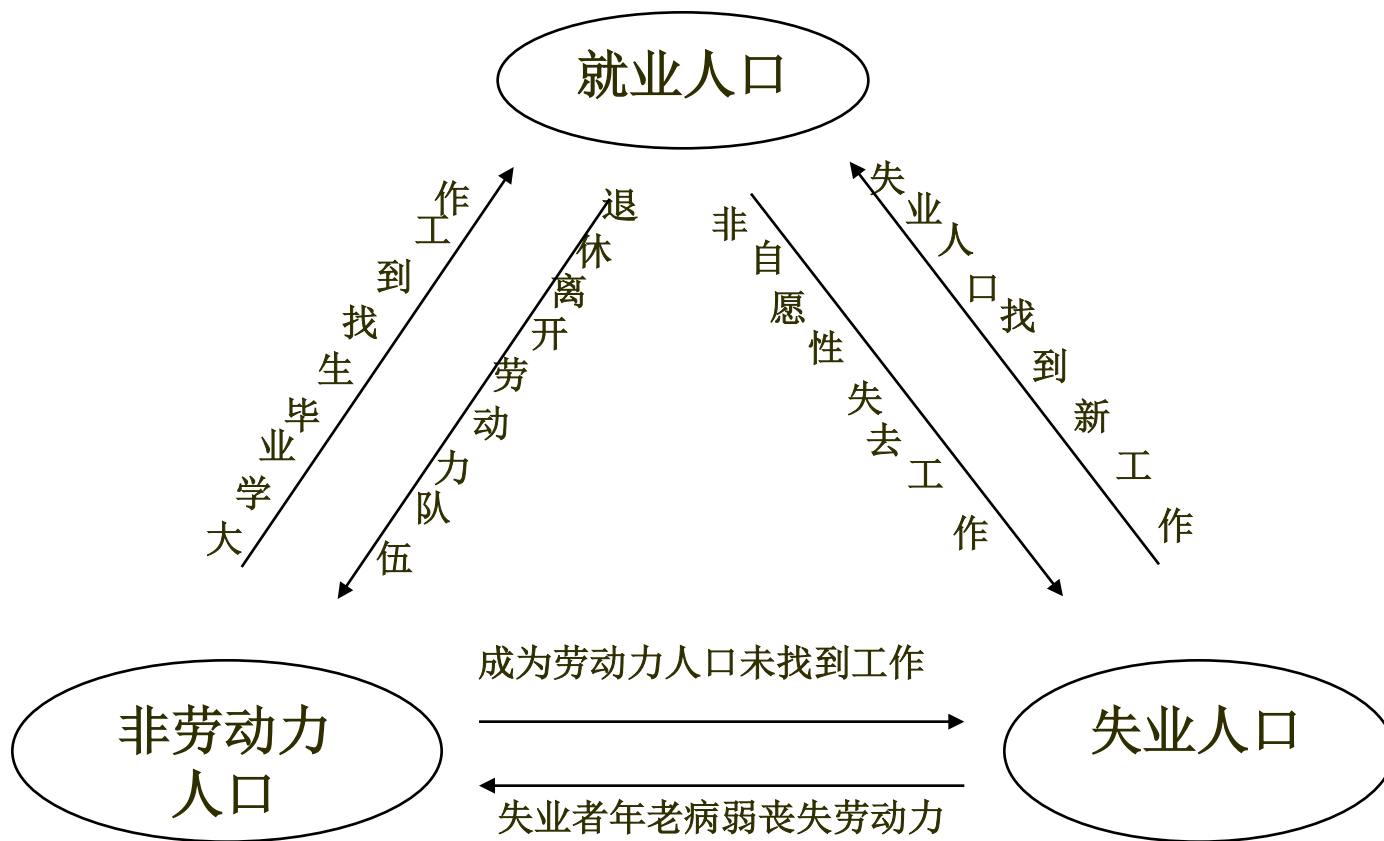 就业人口
大学业毕生找到工作
退休离开劳动力队伍
非自愿性失去工作
失业人口找到新工作
成为劳动力人口未找到工作
非劳动力
人口
失业人口
失业者年老病弱丧失劳动力